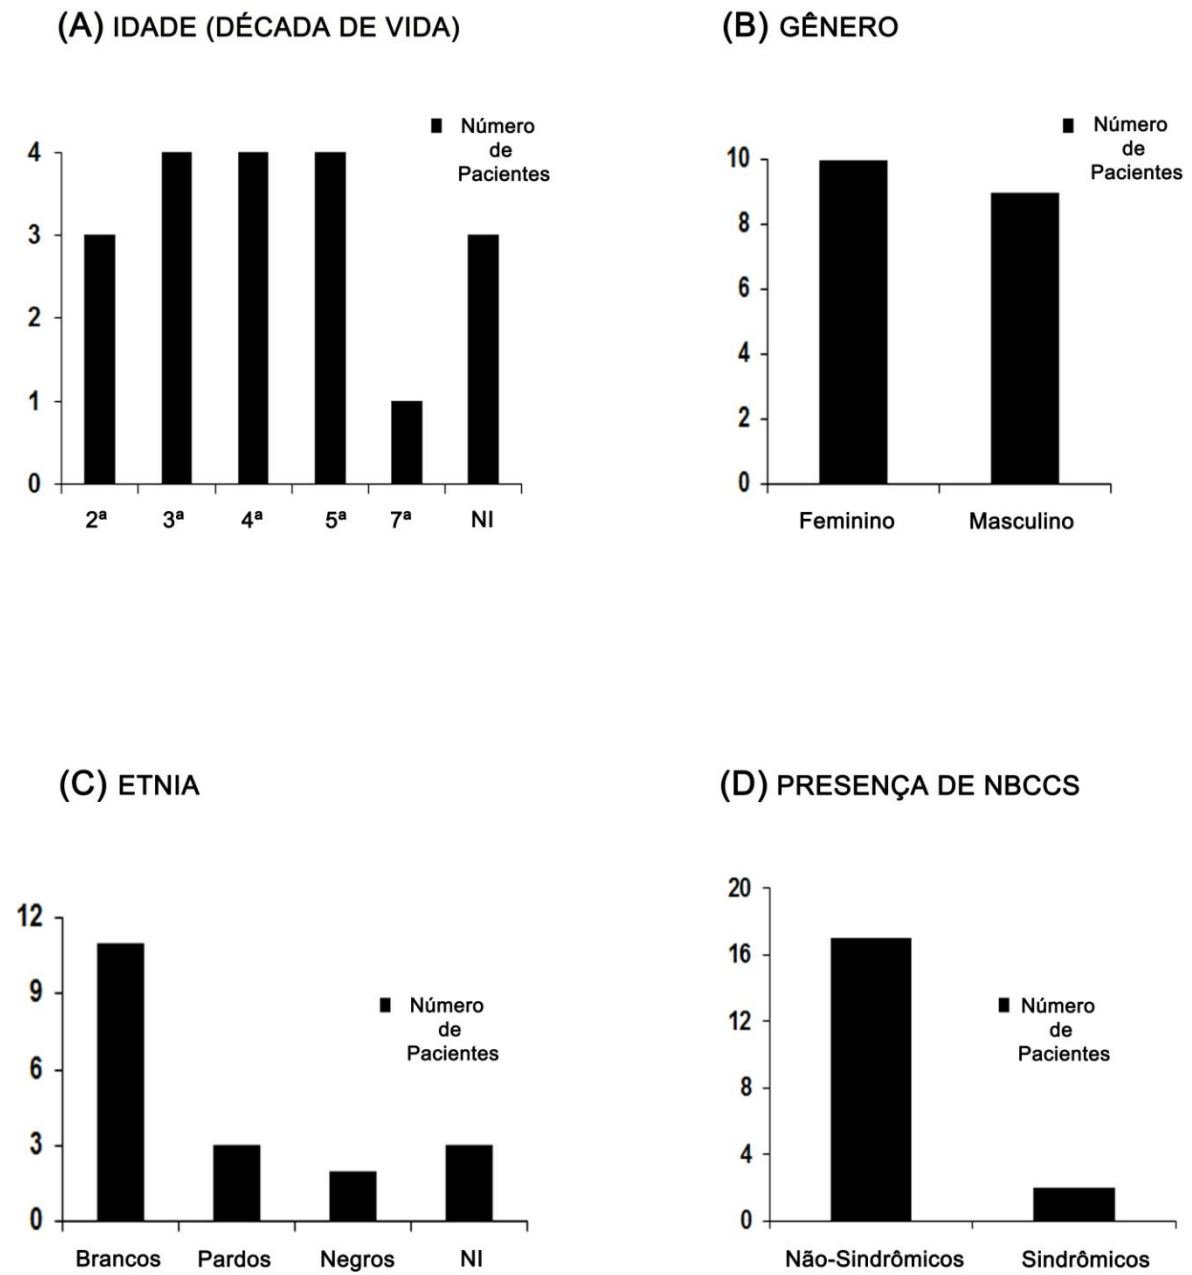 (A) IDADE (DÉCADA DE VIDA)
Número
de
Pacientes
4
3
2
1
0
2ª 3ª 4ª 5ª 7ª NI
(B) GÊNERO
Número
de
Pacientes
10
8
6
4
2
0
Feminino Masculino
(C) ETNIA
12
9
6
3
0
Número
de
Pacientes
Brancos Pardos Negros NI
(D) PRESENÇA DE NBCCS
20
16
12
8
4
0
Número
de
Pacientes
Não-Sindrômicos Sindrômicos